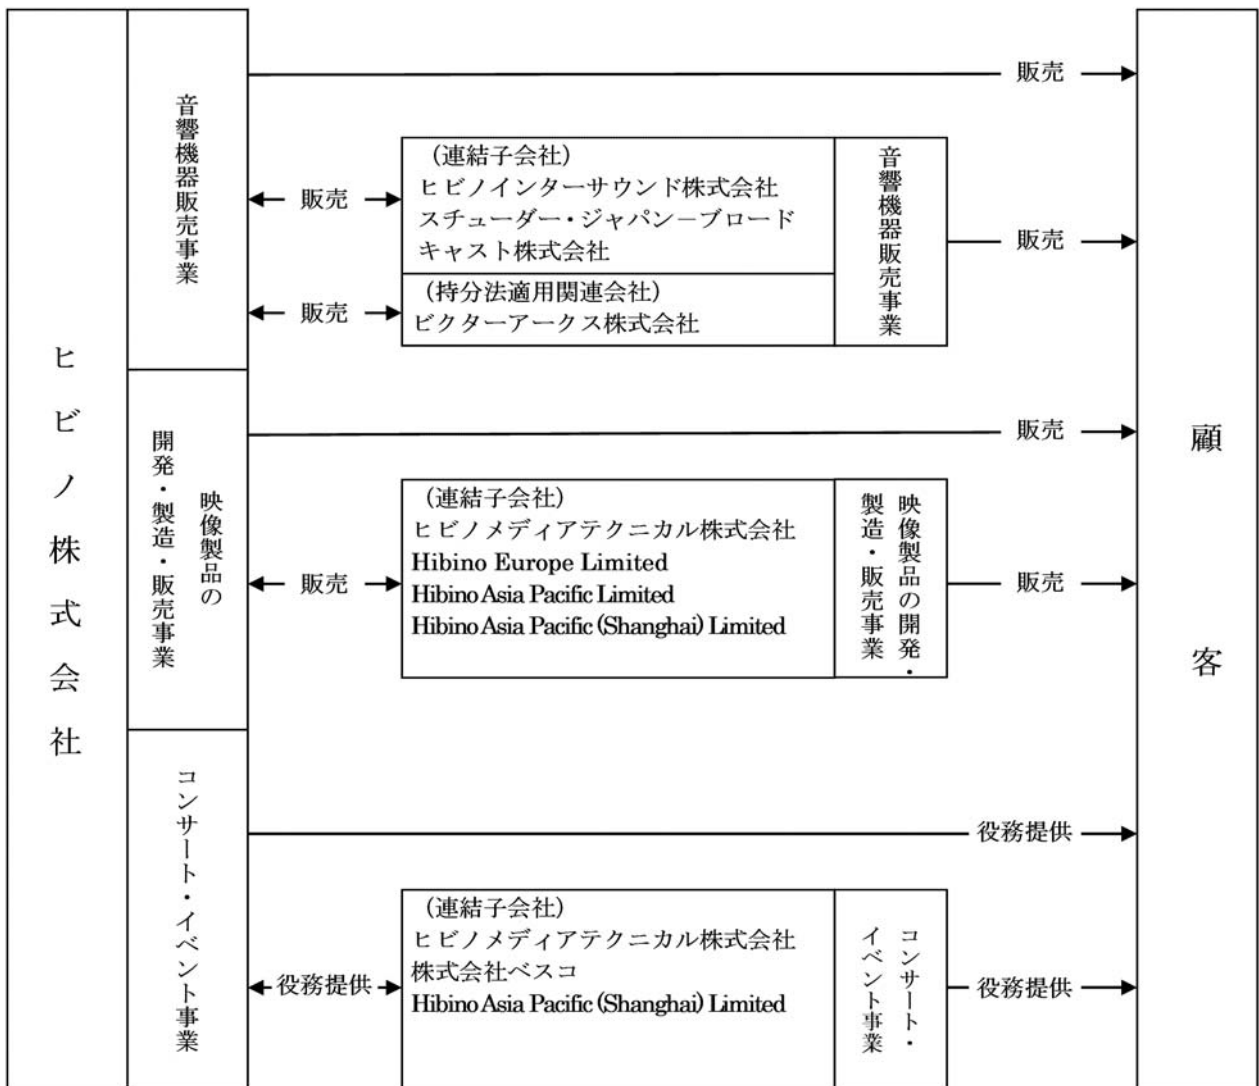 ヒビノ株式会社
音響機器販売事業
販売
販売
(連結子会社)
ヒビノインターサウンド株式会社
スチューダー・ジャパン－ブロード
キャスト株式会社
販売
(持分法適用関連会社)
ビクターアークス株式会社
音響機器販売事業
販売
映像製品の
開発・製造・販売事業
販売
販売
(連結子会社)
ヒビノメディアテクニカル株式会社
Hibino Europe Limited
Hibino Asia Pacific Limited
Hibino Asia Pacific (Shanghai) Limited
映像製品の開発・
製造・販売事業
販売
コンサート・イベント事業
役務提供
役務提供
(連結子会社)
ヒビノメディアテクニカル株式会社
株式会社ベスコ
Hibino Asia Pacific (Shanghai) Limited
コンサート・
イベント事業
役務提供
顧客